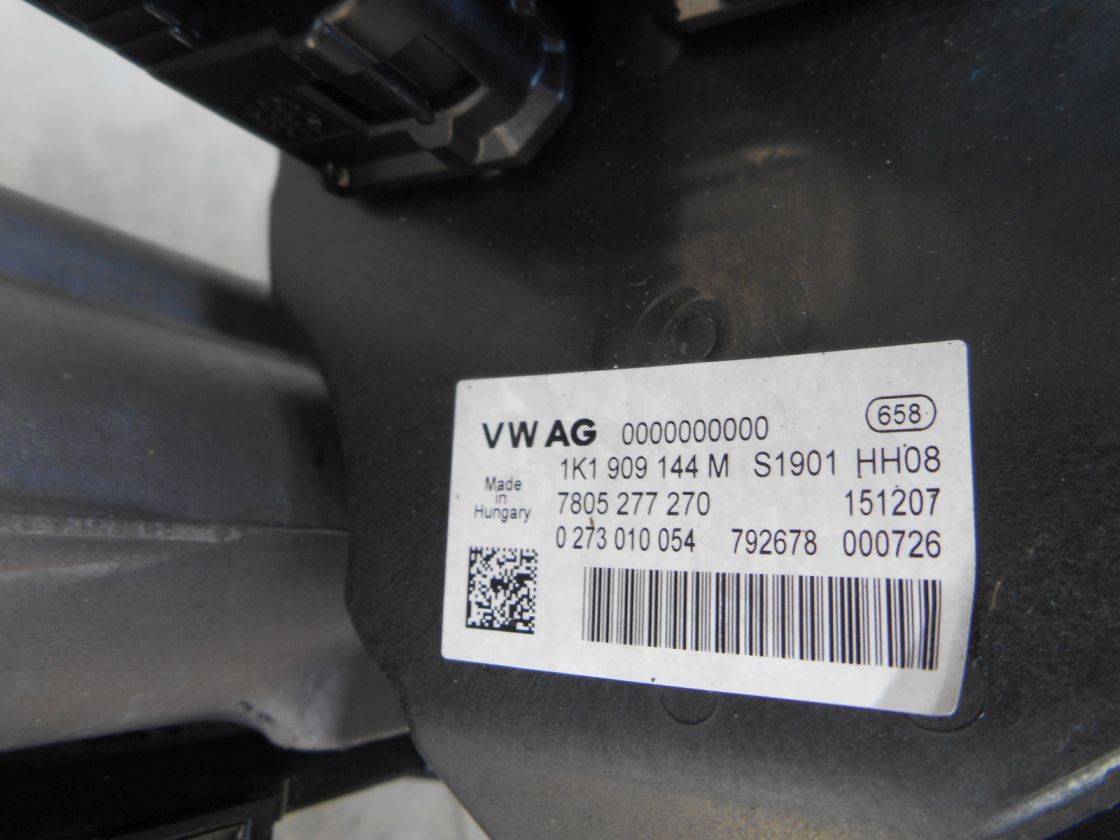 658
VW AG 0000000000
1K1 909 144 M S1901 HH08
Made
in
Hungary
7805 277 270 151207
0 273 010 054 792678 000726